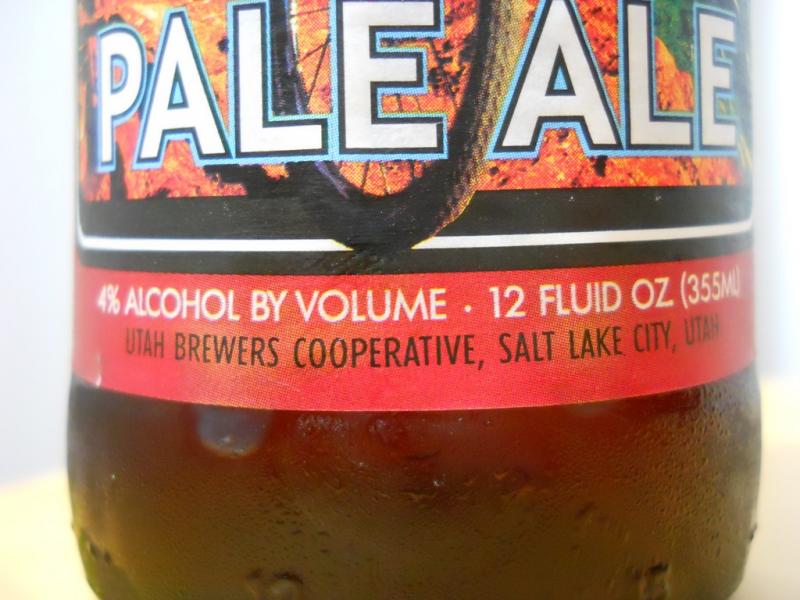 PALE ALE
4% ALCOHOL BY VOLUME · 12 FLUID OZ (355ML)
UTAH BREWERS COOPERATIVE, SALT LAKE CITY, UTAH